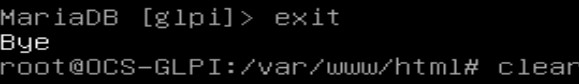 MariaDB [glpi]> exit
Bye
root@OCS-GLPI:/var/www/html# clear